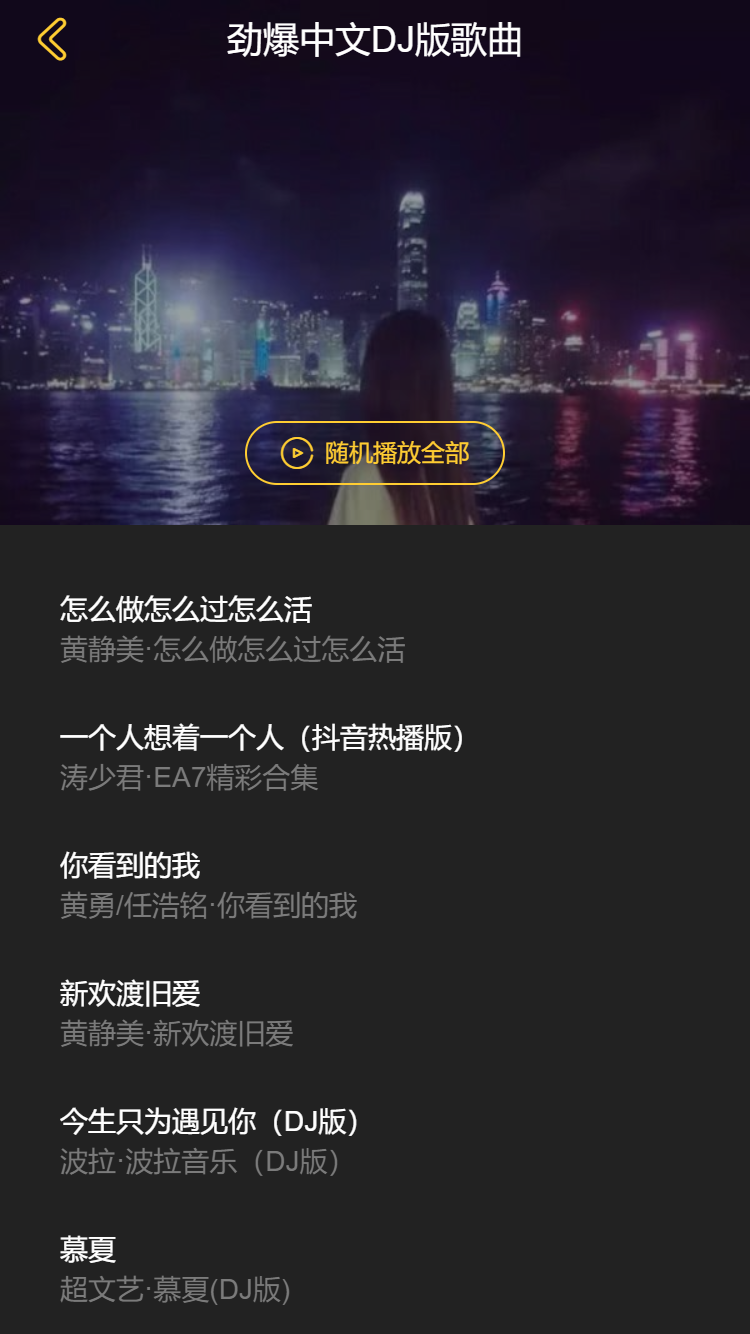 劲爆中文DJ版歌曲
随机播放全部
怎么做怎么过怎么活
黄静美·怎么做怎么过怎么活
一个人想着一个人（抖音热播版）
涛少君·EA7精彩合集
你看到的我
黄勇/任浩铭·你看到的我
新欢渡旧爱
黄静美·新欢渡旧爱
今生只为遇见你（DJ版）
波拉·波拉音乐（DJ版）
慕夏
超文艺·慕夏(DJ版)